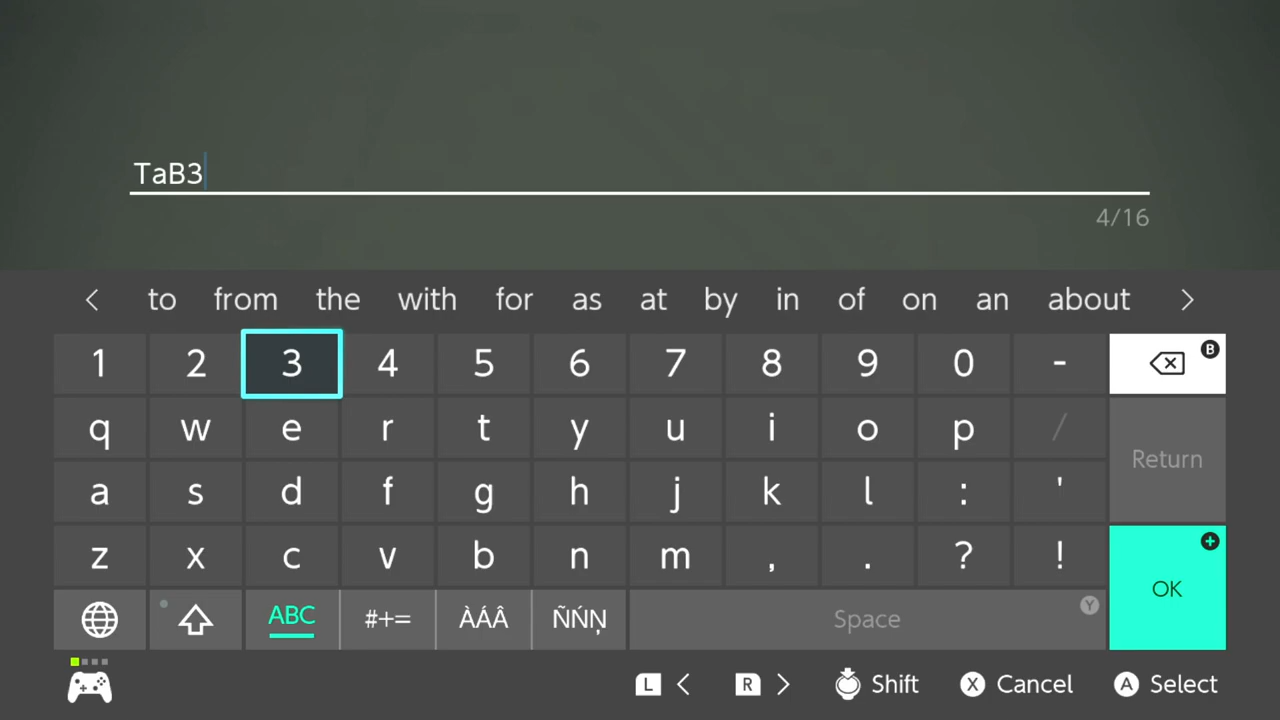 TaB3
4/16
< to from the with for as at by in of on an about >
1 2 3 4 5 6 7 8 9 0 - B
q w e r t y u i o p /
a s d f g h j k l : ' Return
z x c v b n m , . ? !
ABC #+= ÀÁÂ ÑŃŅ Space Y OK +
L < R > Shift X Cancel A Select